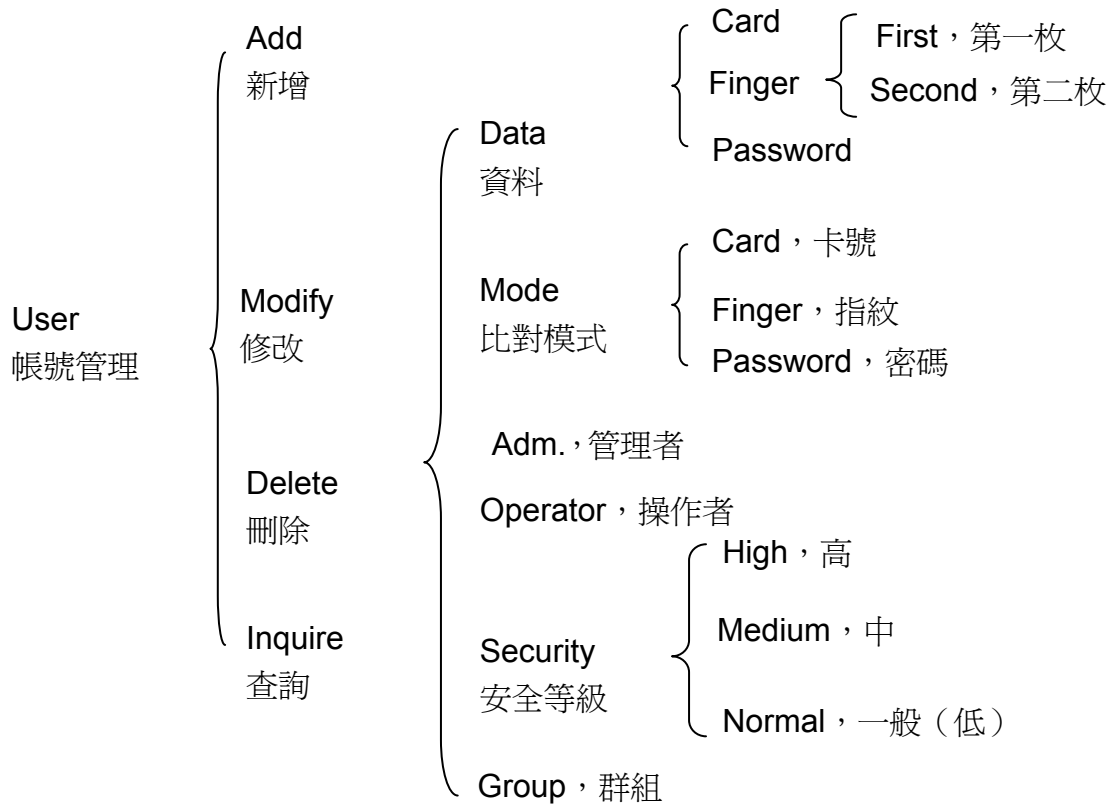 User
帳號管理
Add
新增
Modify
修改
Delete
刪除
Inquire
查詢
Data
資料
Mode
比對模式
Adm.，管理者
Operator，操作者
Security
安全等級
Group，群組
Card
Finger
Password
First，第一枚
Second，第二枚
Card，卡號
Finger，指紋
Password，密碼
High，高
Medium，中
Normal，一般（低）